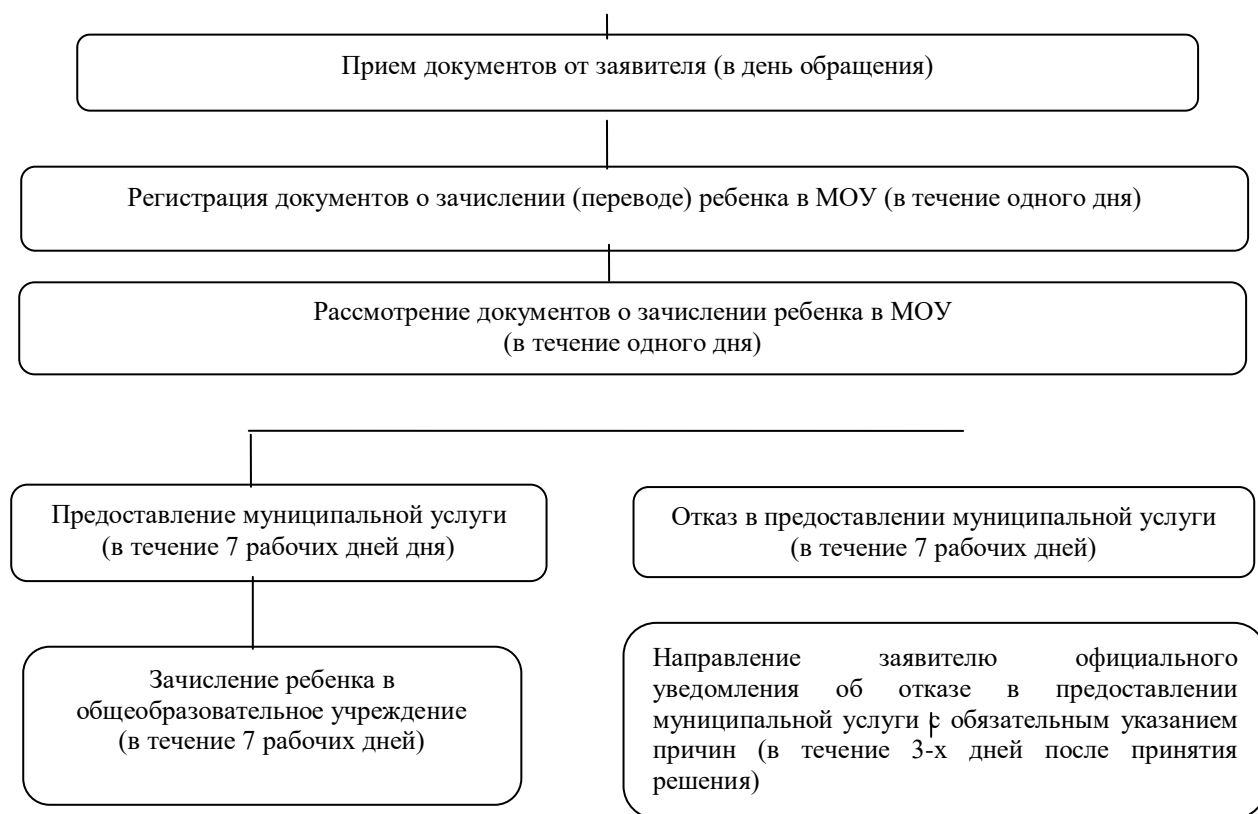 Прием документов от заявителя (в день обращения)
Регистрация документов о зачислении (переводе) ребенка в МОУ (в течение одного дня)
Рассмотрение документов о зачислении ребенка в МОУ
(в течение одного дня)
Предоставление муниципальной услуги
(в течение 7 рабочих дней дня)
Отказ в предоставлении муниципальной услуги
(в течение 7 рабочих дней)
Зачисление ребенка в
общеобразовательное учреждение
(в течение 7 рабочих дней)
Направление заявителю официального
уведомления об отказе в предоставлении
муниципальной услуги с обязательным указанием
причин (в течение 3-х дней после принятия
решения)